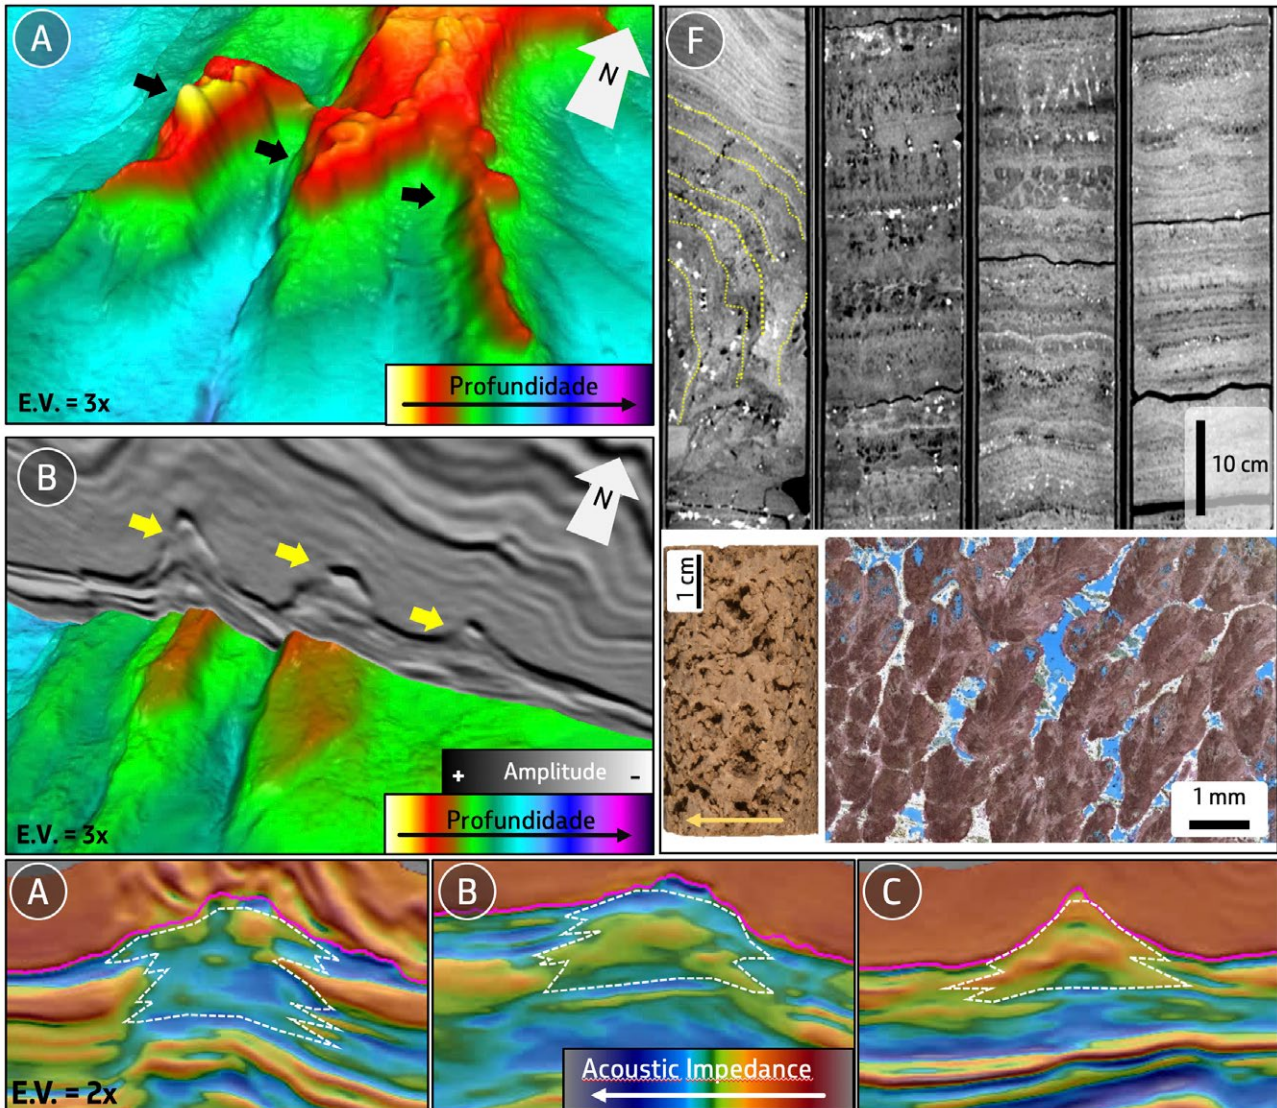 A
N
Profundidade
E.V. = 3x
B
N
+ Amplitude -
Profundidade
E.V. = 3x
F
10 cm
1 cm
1 mm
A
E.V. = 2x
B
Acoustic Impedance
C